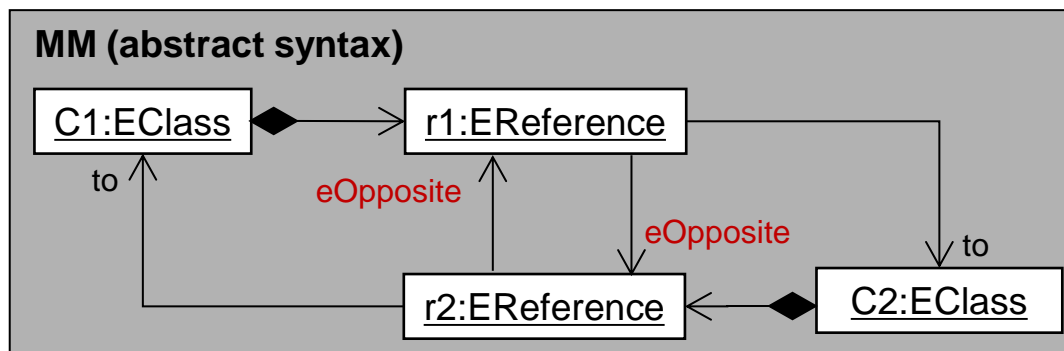 MM (abstract syntax)
C1:EClass
r1:EReference
to
eOpposite
eOpposite
to
r2:EReference
C2:EClass